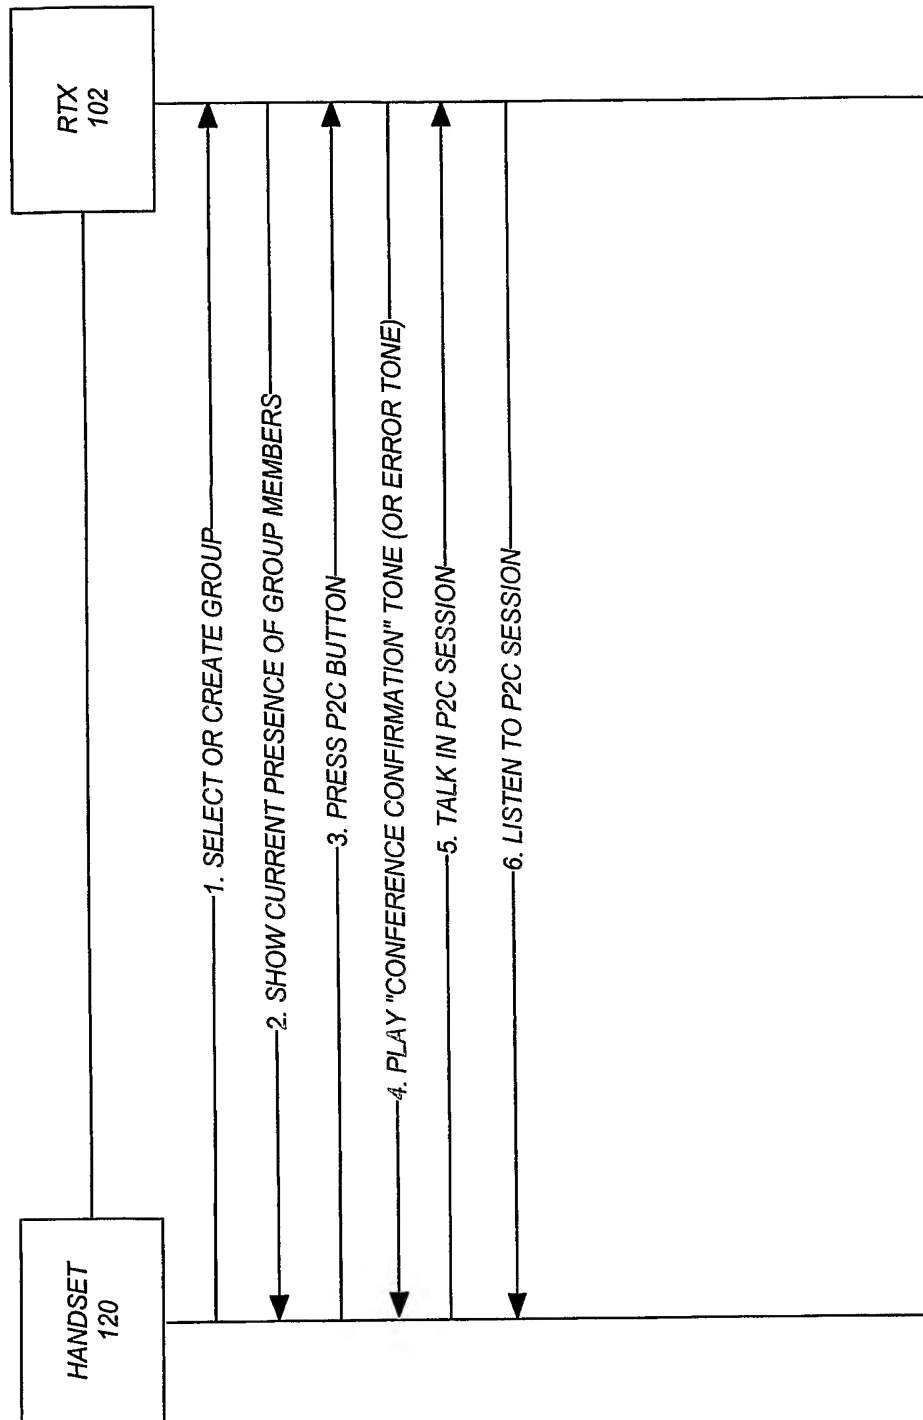 HANDSET
120
RTX
102
1. SELECT OR CREATE GROUP
2. SHOW CURRENT PRESENCE OF GROUP MEMBERS
3. PRESS P2C BUTTON
4. PLAY "CONFERENCE CONFIRMATION" TONE (OR ERROR TONE)
5. TALK IN P2C SESSION
6. LISTEN TO P2C SESSION